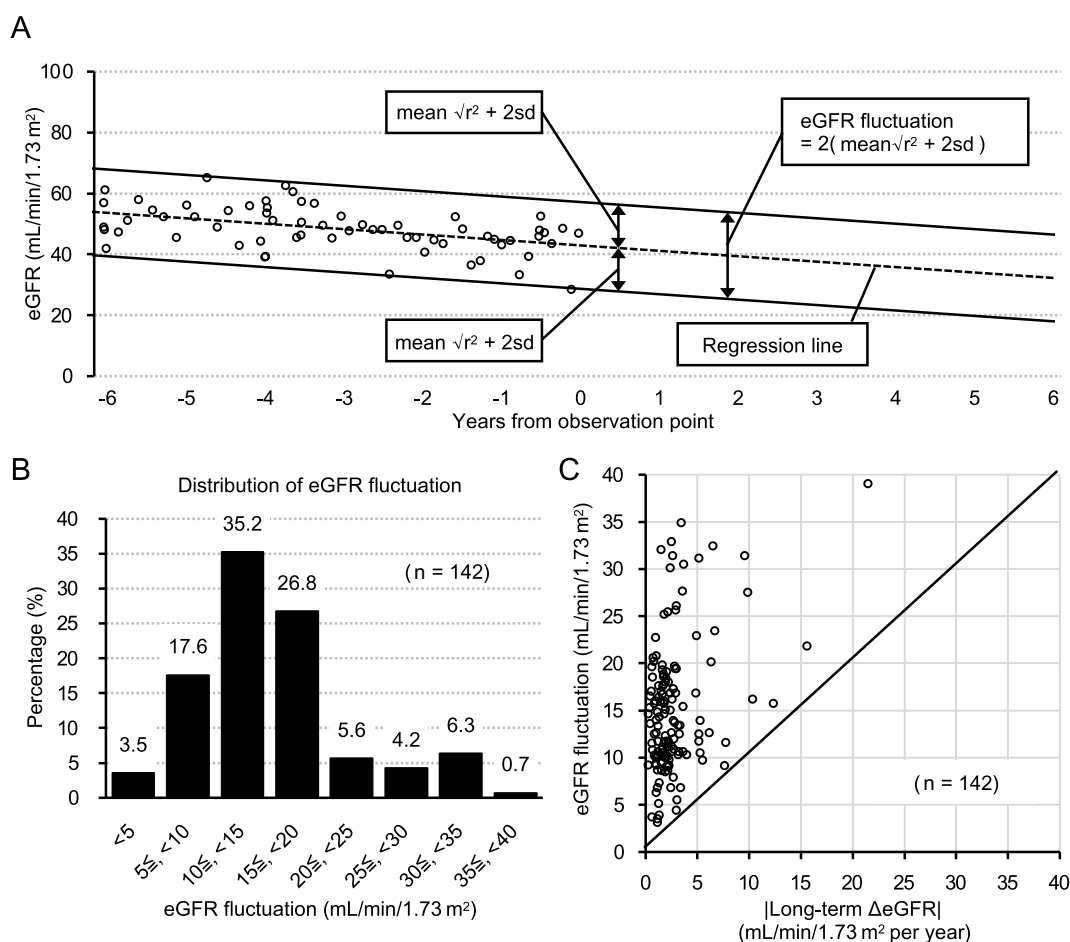 A
100
80
60
40
20
0
eGFR (mL/min/1.73 m²)
mean √r² + 2sd
eGFR fluctuation
= 2( mean√r² + 2sd )
mean √r² + 2sd
Regression line
-6 -5 -4 -3 -2 -1 0 1 2 3 4 5 6
Years from observation point
B
Distribution of eGFR fluctuation
40
35
30
25
20
15
10
5
0
Percentage (%)
3.5
17.6
35.2
26.8
5.6
4.2
6.3
0.7
(n = 142)
<5
5≦, <10
10≦, <15
15≦, <20
20≦, <25
25≦, <30
30≦, <35
35≦, <40
eGFR fluctuation (mL/min/1.73 m²)
C
40
35
30
25
20
15
10
5
0
eGFR fluctuation (mL/min/1.73 m²)
(n = 142)
0 5 10 15 20 25 30 35 40
|Long-term ΔeGFR|
(mL/min/1.73 m² per year)